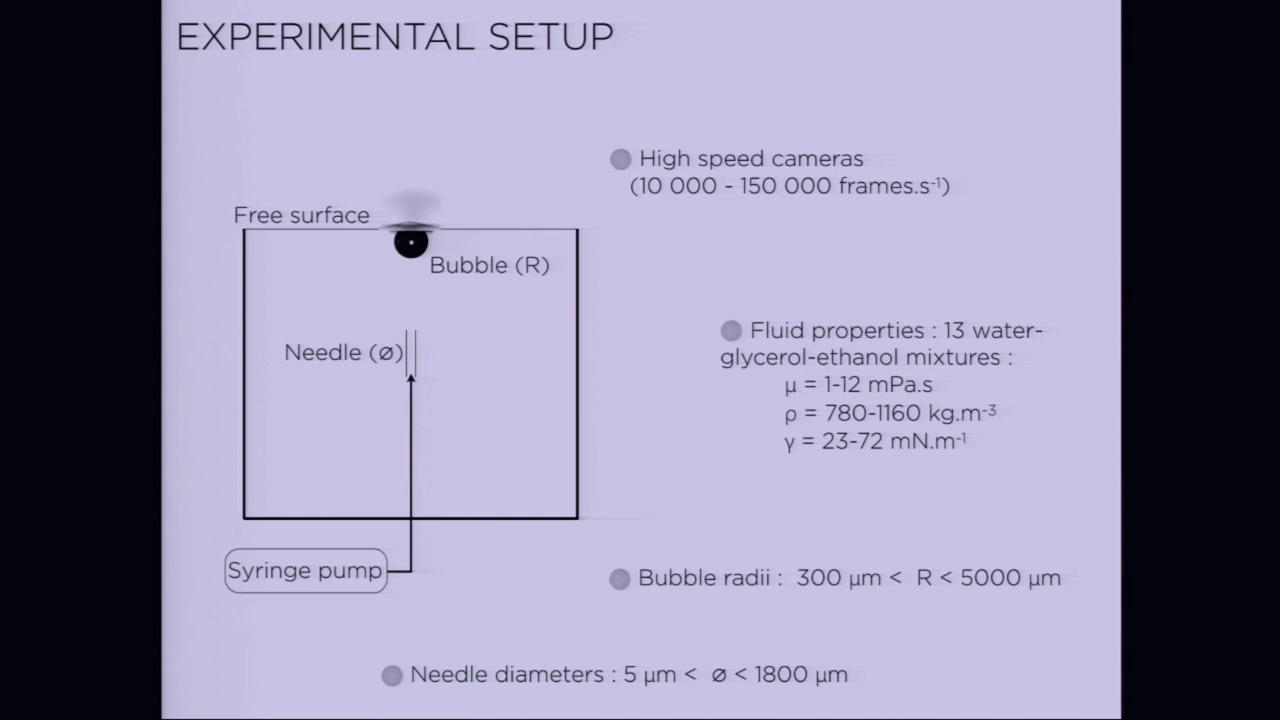 EXPERIMENTAL SETUP
High speed cameras
(10 000 - 150 000 frames.s-1)
Free surface
Bubble (R)
Needle (ø)
Fluid properties : 13 water-
glycerol-ethanol mixtures :
μ = 1-12 mPa.s
ρ = 780-1160 kg.m-3
γ = 23-72 mN.m-1
Syringe pump
Bubble radii : 300 μm < R < 5000 μm
Needle diameters : 5 μm < ø < 1800 μm